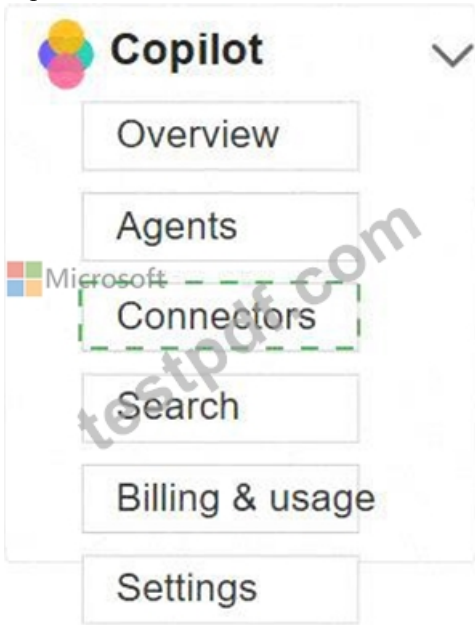 Copilot
Overview
Agents
Microsoft
Connectors
testpdf.com
Search
Billing & usage
Settings